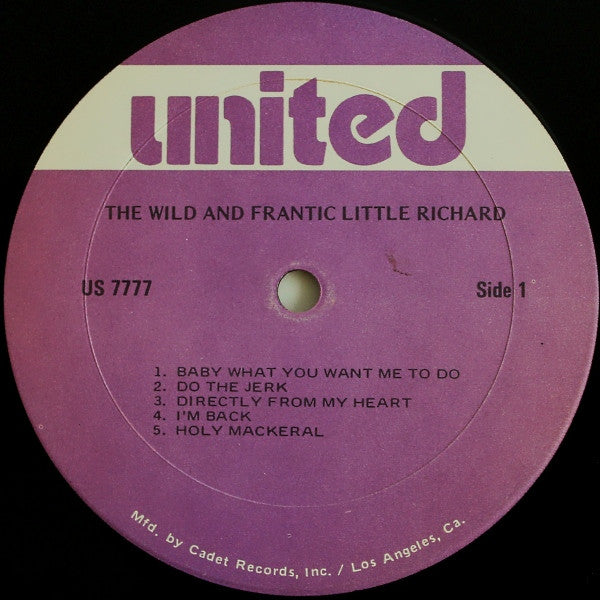 united
THE WILD AND FRANTIC LITTLE RICHARD
US 7777
Side 1
1. BABY WHAT YOU WANT ME TO DO
2. DO THE JERK
3. DIRECTLY FROM MY HEART
4. I'M BACK
5. HOLY MACKERAL
Mfd. by Cadet Records, Inc. / Los Angeles, Ca.